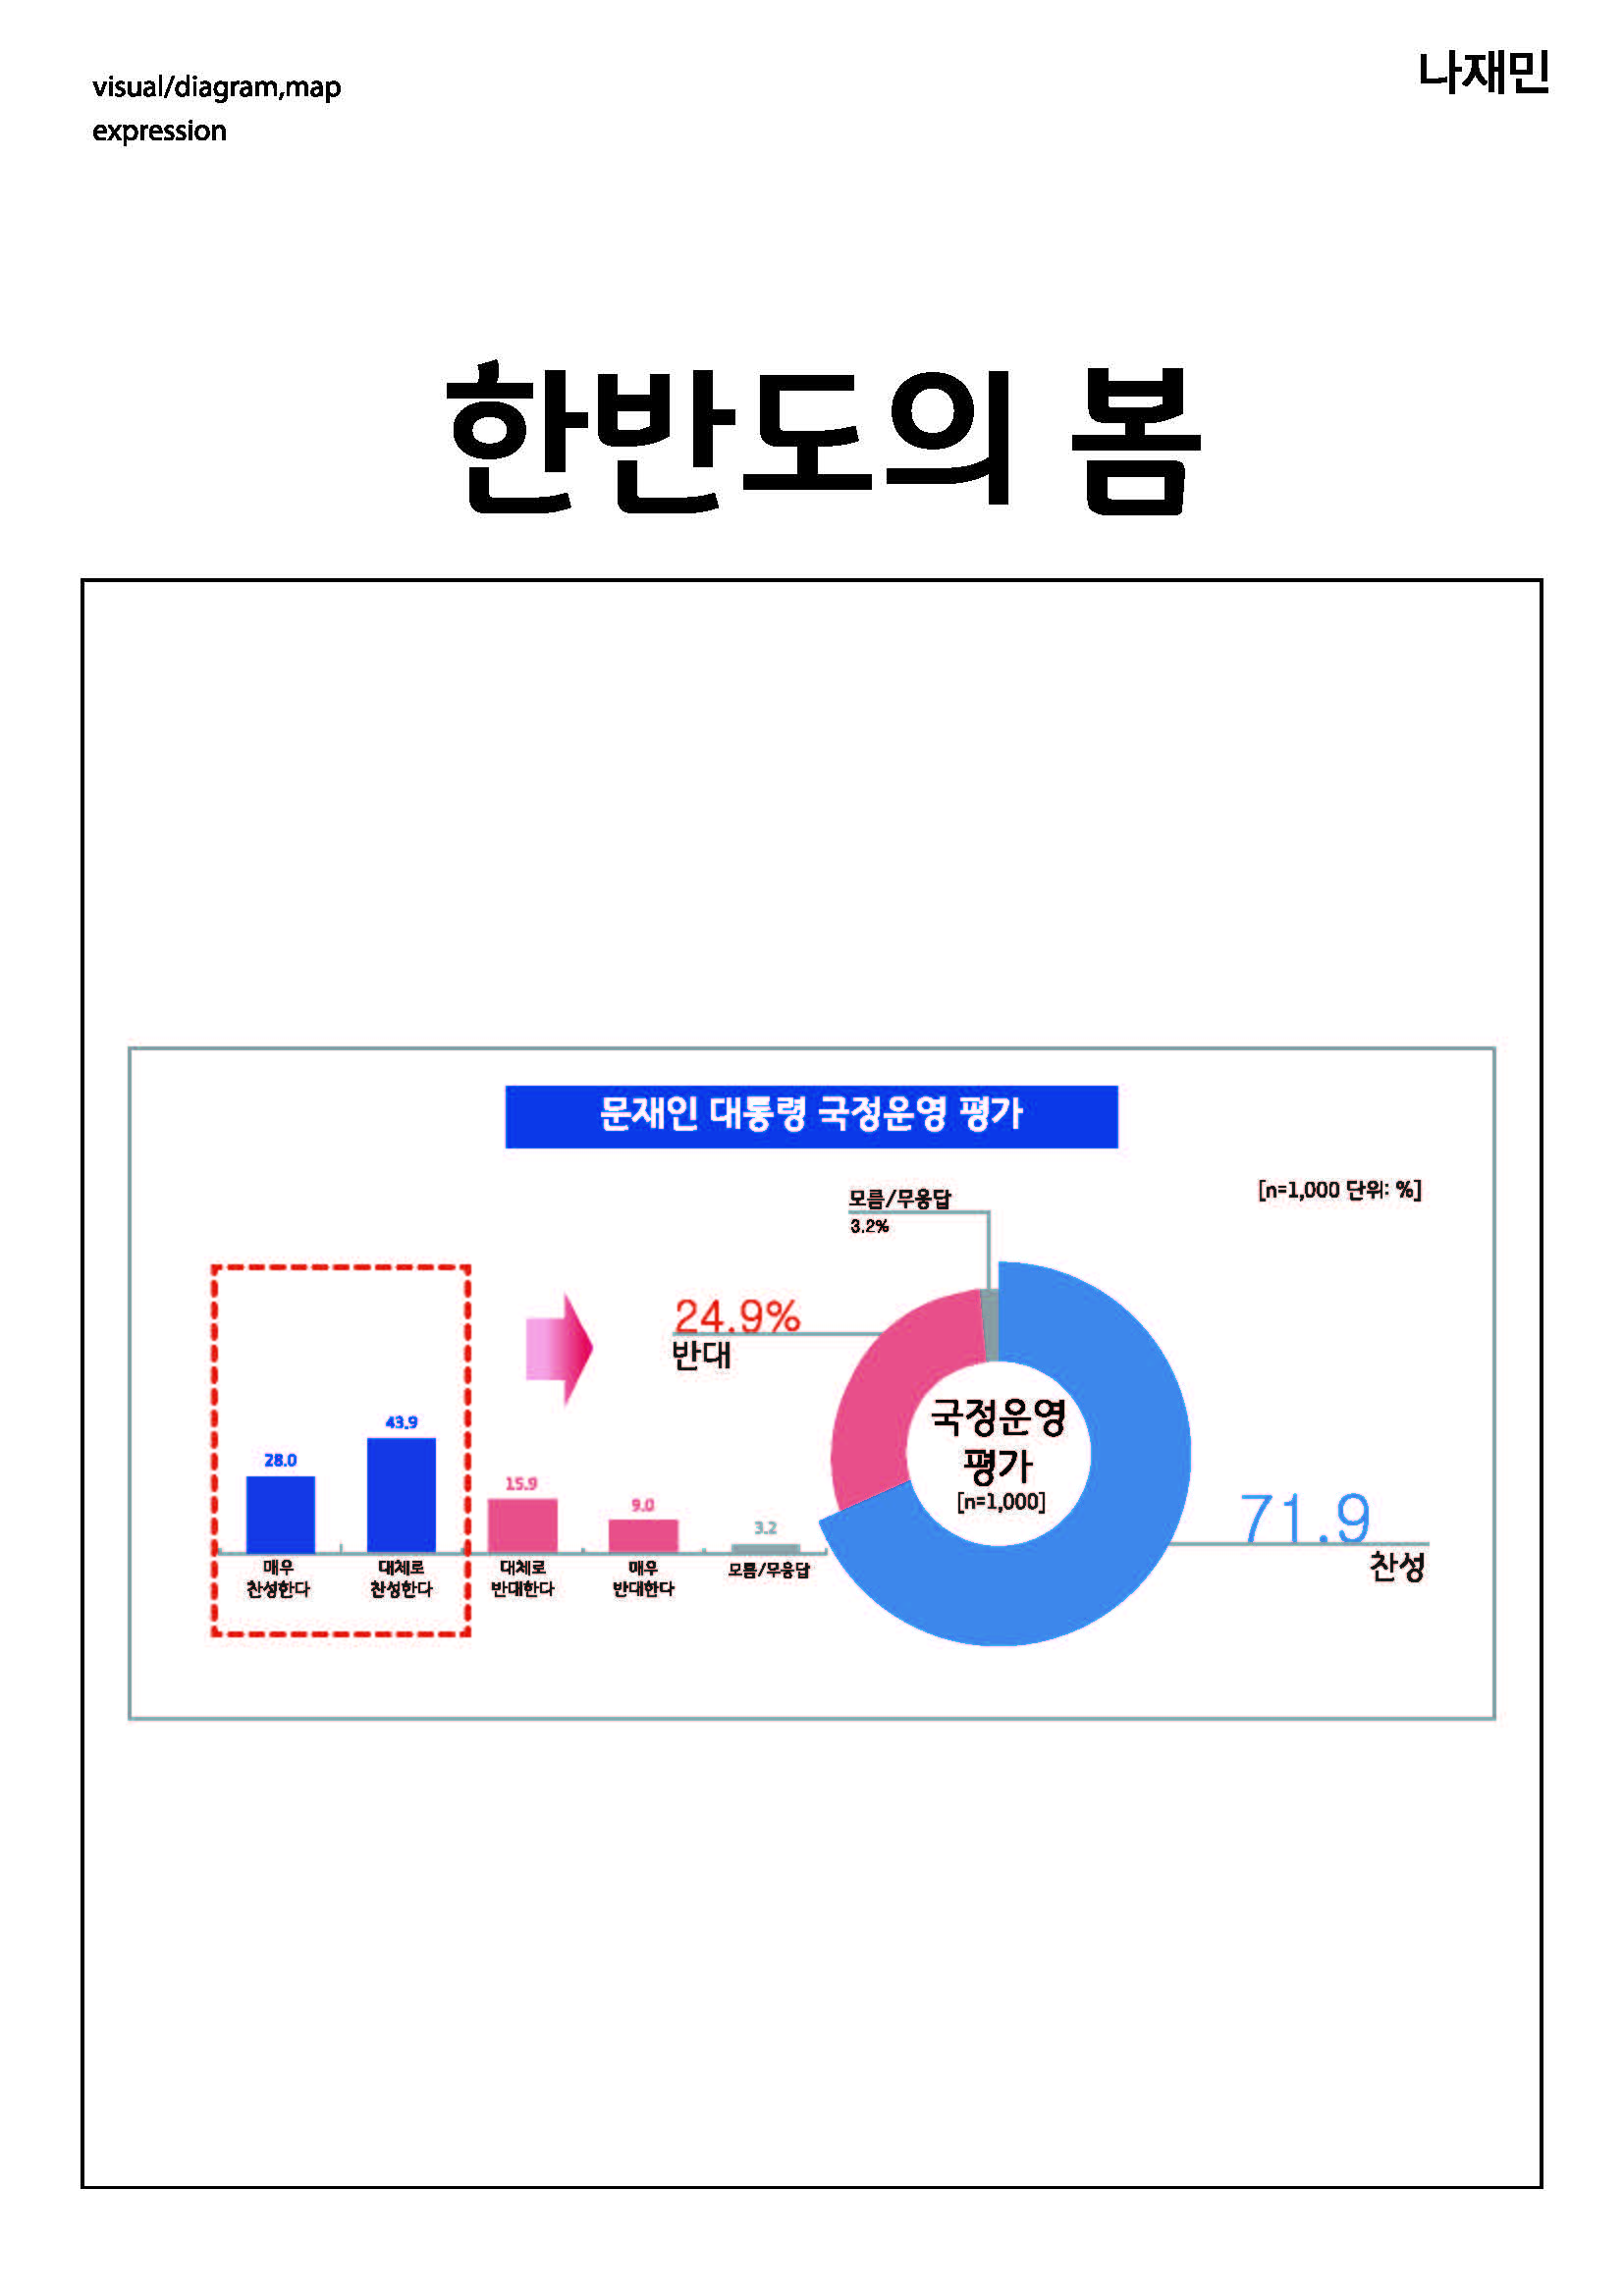 visual/diagram,map
expression
나재민
한반도의 봄
문재인 대통령 국정운영 평가
[n=1,000 단위: %]
모름/무응답
3.2%
24.9%
반대
국정운영
평가
[n=1,000]
71.9
찬성
28.0
43.9
15.9
9.0
3.2
매우
찬성한다
대체로
찬성한다
대체로
반대한다
매우
반대한다
모름/무응답